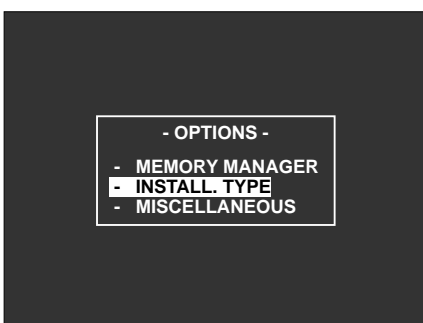 - OPTIONS -
- MEMORY MANAGER
- INSTALL. TYPE
- MISCELLANEOUS